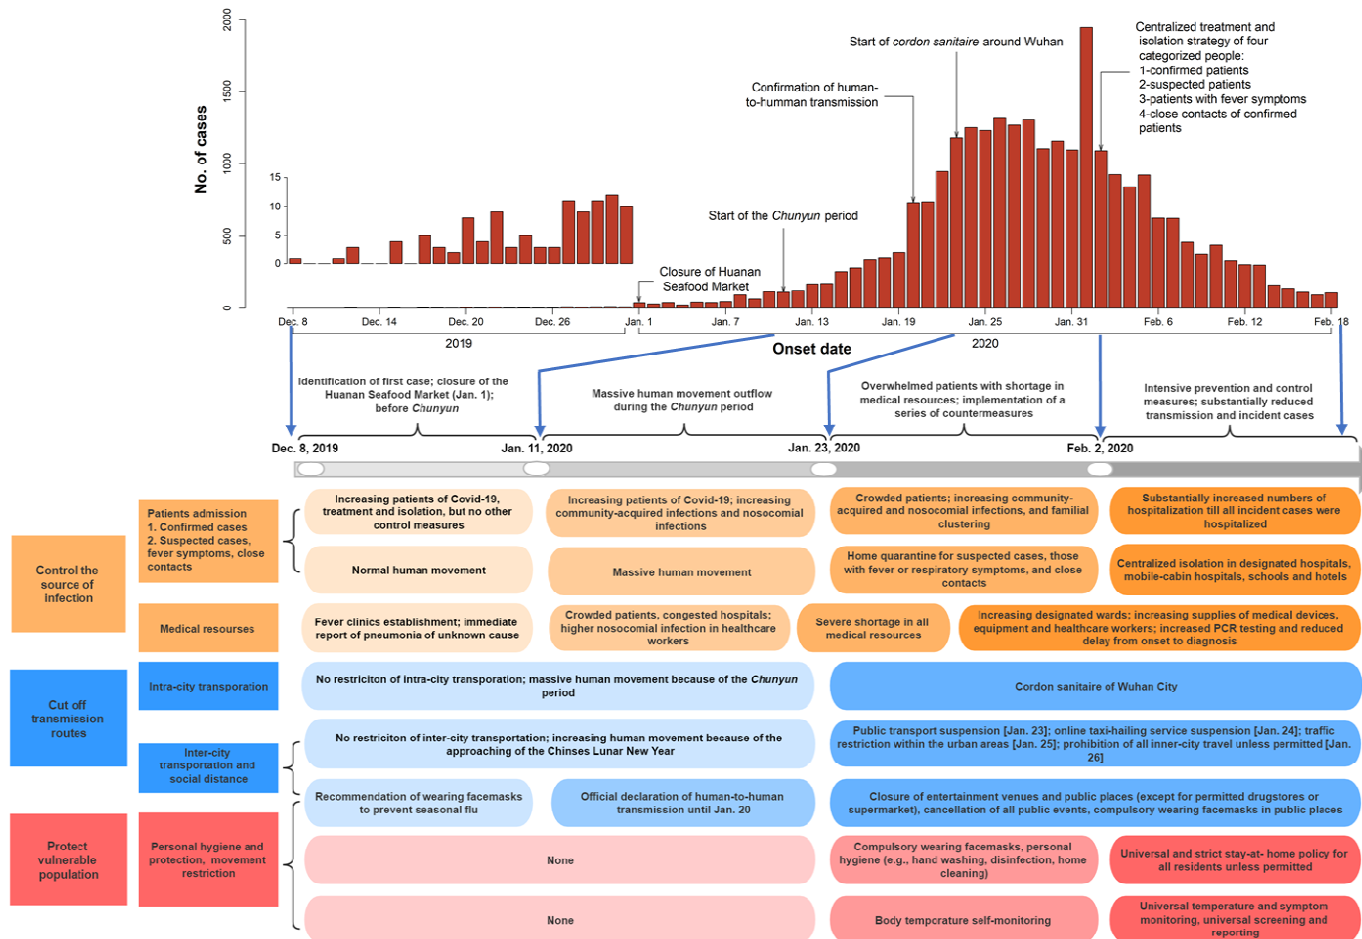 2000
1500
1000
500
0
No. of cases
15
10
5
0
Start of cordon sanitaire around Wuhan
Confirmation of human-
to-humman transmission
Start of the Chunyun period
Closure of Huanan
Seafood Market
Centralized treatment and
isolation strategy of four
categorized people:
1-confirmed patients
2-suspected patients
3-patients with fever symptoms
4-close contacts of confirmed
patients
Dec. 8 Dec. 14 Dec. 20 Dec. 26 Jan. 1 Jan. 7 Jan. 13 Jan. 19 Jan. 25 Jan. 31 Feb. 6 Feb. 12 Feb. 18
2019 Onset date 2020
Identification of first case; closure of the
Huanan Seafood Market (Jan. 1);
before Chunyun
Massive human movement outflow
during the Chunyun period
Overwhelmed patients with shortage in
medical resources; implementation of a
series of countermeasures
Intensive prevention and control
measures; substantially reduced
transmission and incident cases
Dec. 8, 2019 Jan. 11, 2020 Jan. 23, 2020 Feb. 2, 2020
Control the
source of
infection
Patients admission
1. Confirmed cases
2. Suspected cases,
fever symptoms, close
contacts
Increasing patients of Covid-19,
treatment and isolation, but no other
control measures
Increasing patients of Covid-19; increasing
community-acquired infections and nosocomial
infections
Crowded patients; increasing community-
acquired and nosocomial infections, and familial
clustering
Substantially increased numbers of
hospitalization till all incident cases were
hospitalized
Normal human movement
Massive human movement
Home quarantine for suspected cases, those
with fever or respiratory symptoms, and close
contacts
Centralized isolation in designated hospitals,
mobile-cabin hospitals, schools and hotels
Medical resourses
Fever clinics establishment; immediate
report of pneumonia of unknown cause
Crowded patients, congested hospitals;
higher nosocomial infection in healthcare
workers
Severe shortage in all
medical resources
Increasing designated wards; increasing supplies of medical devices,
equipment and healthcare workers; increased PCR testing and reduced
delay from onset to diagnosis
Cut off
transmission
routes
Intra-city transporation
No restriciton of intra-city transporation; massive human movement because of the Chunyun
period
Cordon sanitaire of Wuhan City
Inter-city
transportation and
social distance
No restriciton of inter-city transportation; increasing human movement because of the
approaching of the Chinses Lunar New Year
Public transport suspension [Jan. 23]; online taxi-hailing service suspension [Jan. 24]; traffic
restriction within the urban areas [Jan. 25]; prohibition of all inner-city travel unless permitted [Jan.
26]
Recommendation of wearing facemasks
to prevent seasonal flu
Official declaration of human-to-human
transmission until Jan. 20
Closure of entertainment venues and public places (except for permitted drugstores or
supermarket), cancellation of all public events, compulsory wearing facemasks in public places
Protect
vulnerable
population
Personal hygiene and
protection, movement
restriction
None
Compulsory wearing facemasks, personal
hygiene (e.g., hand washing, disinfection, home
cleaning)
Universal and strict stay-at- home policy for
all residents unless permitted
None
Body temporature self-monitoring
Universal temperature and symptom
monitoring, universal screening and
reporting